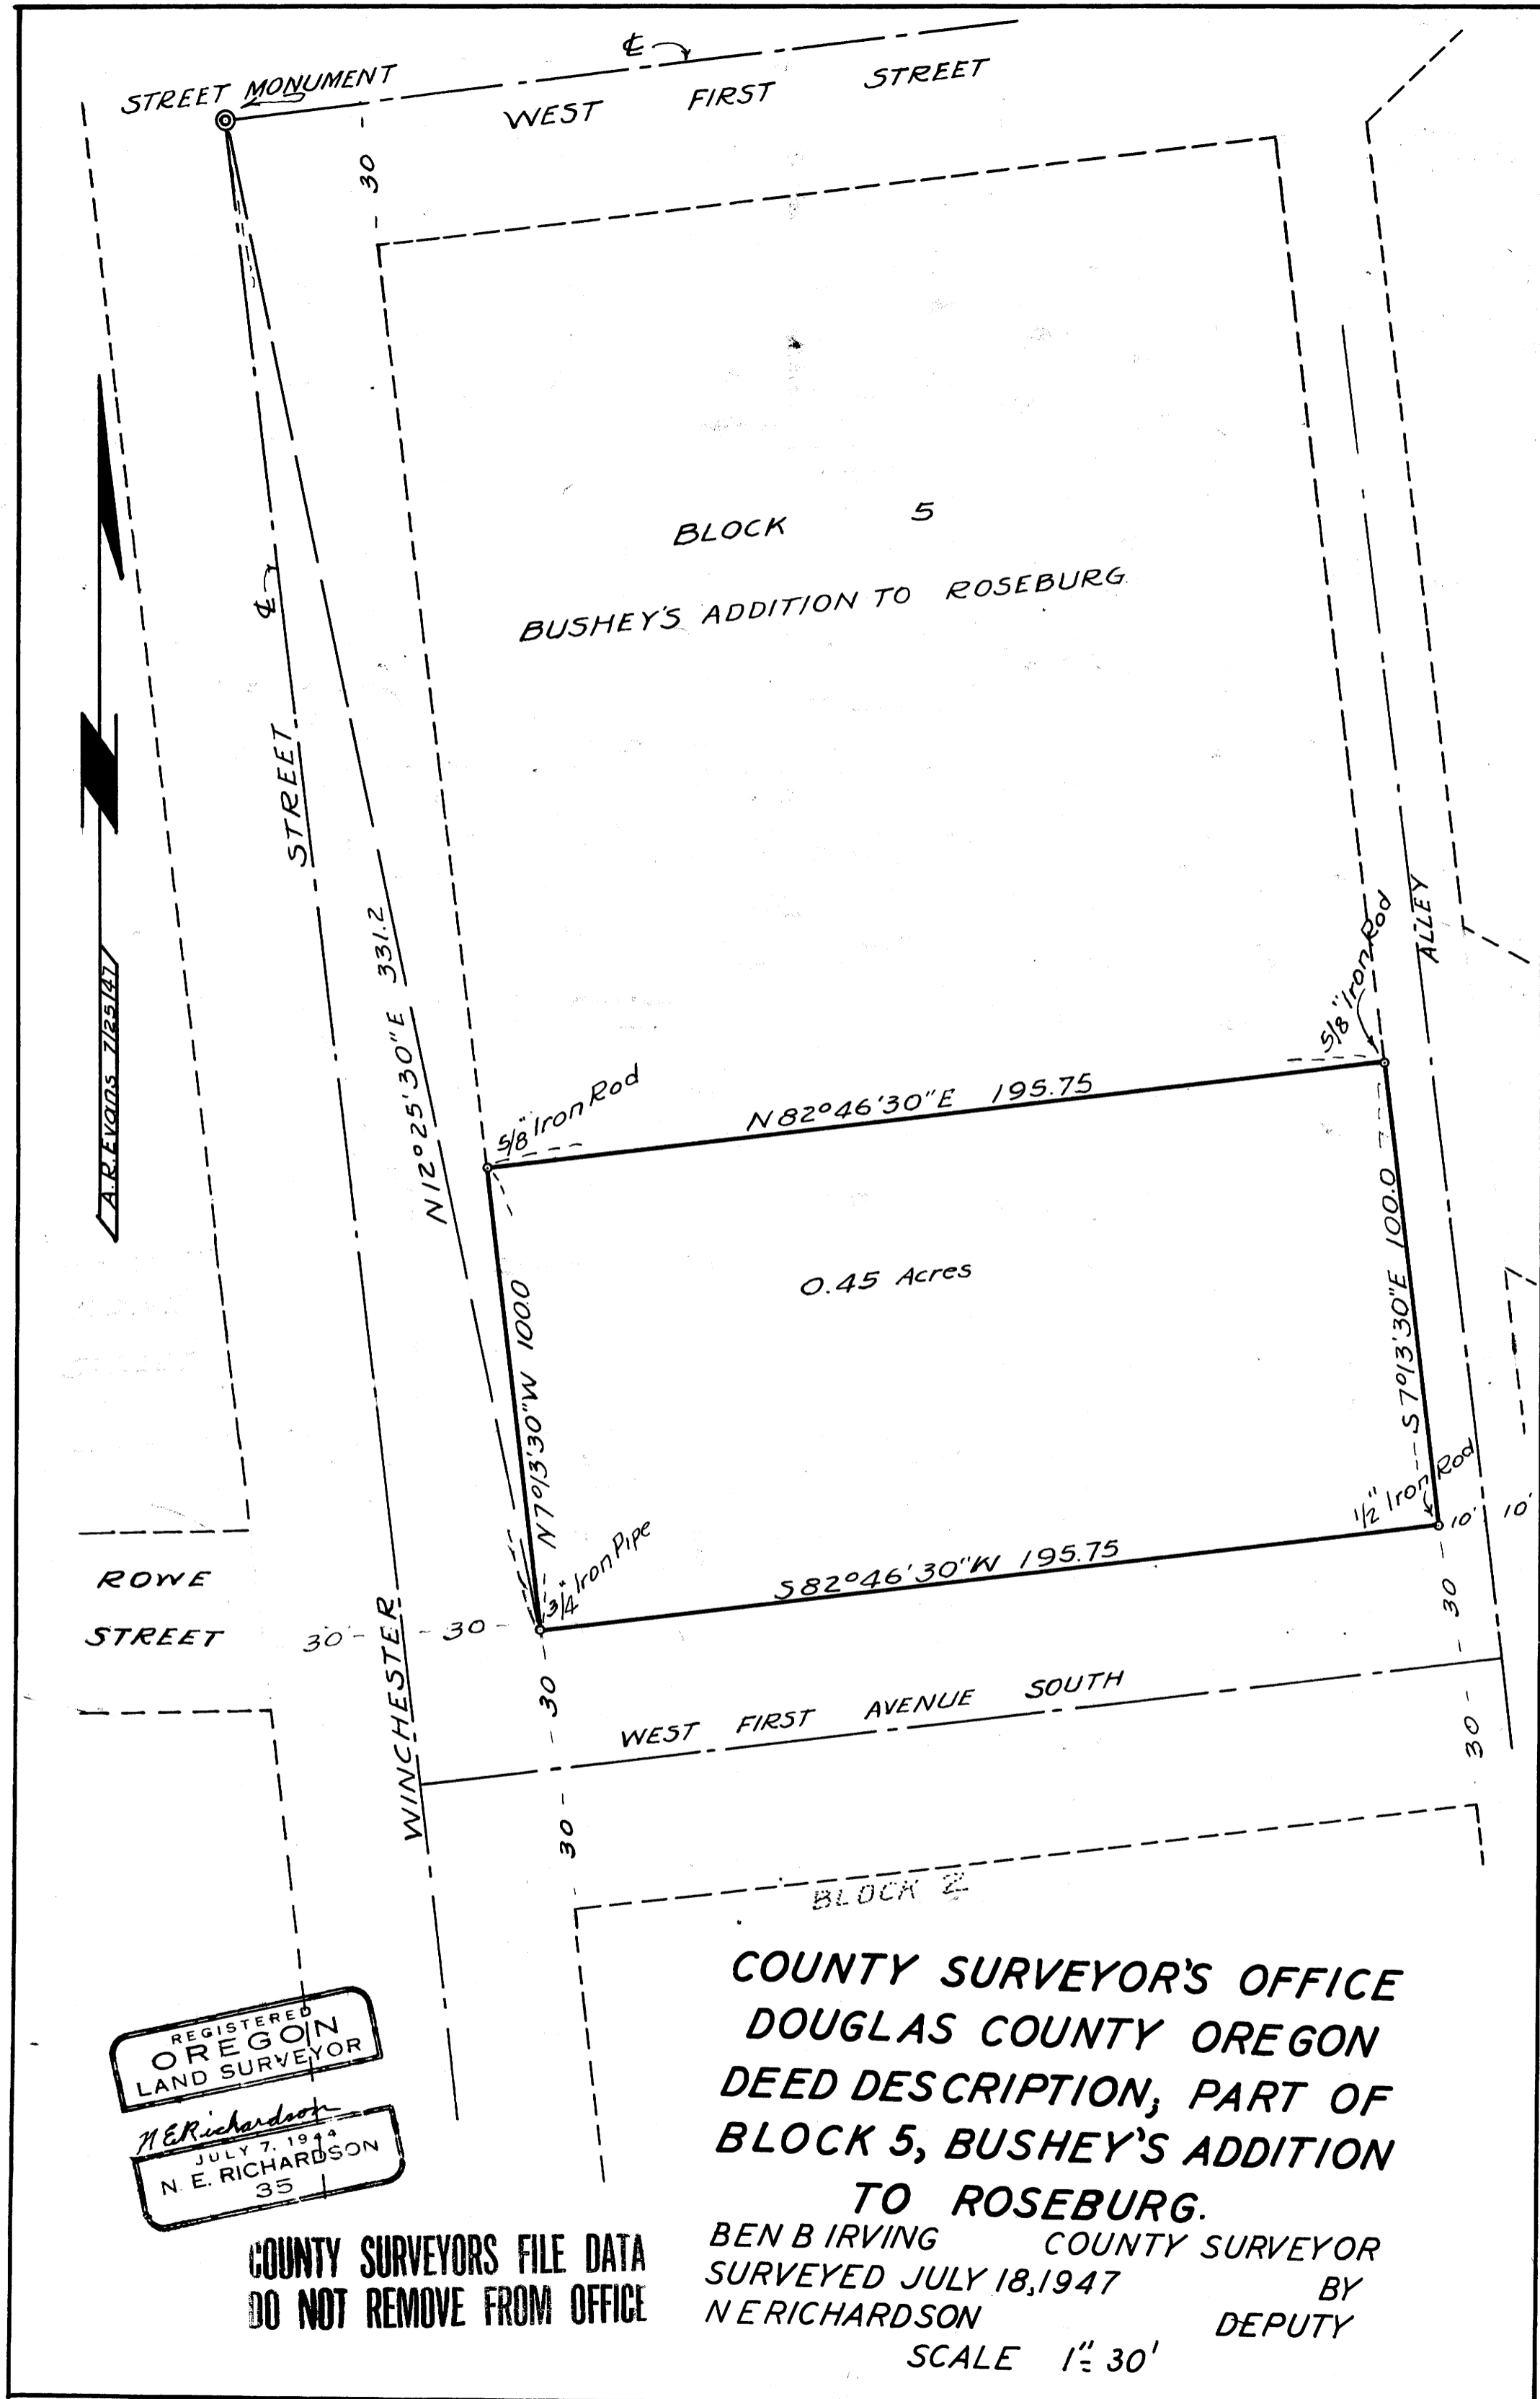 STREET MONUMENT
℄
WEST FIRST STREET
30
BLOCK 5
BUSHEY'S ADDITION TO ROSEBURG.
℄
STREET
N
A.R.Evans 7/25/47
N12°25'30"E 331.2
ALLEY
5/8" Iron Rod
5/8" Iron Rod
N82°46'30"E 195.75
0.45 Acres
N7°13'30"W 100.0
S7°13'30"E 100.0
3/4" Iron Pipe
1/2" Iron Rod
10' 10'
S82°46'30"W 195.75
ROWE
STREET
30 30
WINCHESTER
30
30
WEST FIRST AVENUE SOUTH
30
30
BLOCK 2
COUNTY SURVEYOR'S OFFICE
DOUGLAS COUNTY OREGON
DEED DESCRIPTION; PART OF
BLOCK 5, BUSHEY'S ADDITION
TO ROSEBURG.
BEN B IRVING COUNTY SURVEYOR
SURVEYED JULY 18,1947 BY
N E RICHARDSON DEPUTY
SCALE 1"= 30'
REGISTERED
OREGON
LAND SURVEYOR
N E Richardson
JULY 7, 1944
N. E. RICHARDSON
35
COUNTY SURVEYORS FILE DATA
DO NOT REMOVE FROM OFFICE